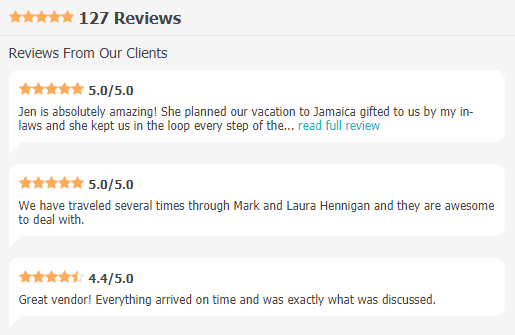 127 Reviews
Reviews From Our Clients
5.0/5.0
Jen is absolutely amazing! She planned our vacation to Jamaica gifted to us by my in-
laws and she kept us in the loop every step of the... read full review
5.0/5.0
We have traveled several times through Mark and Laura Hennigan and they are awesome
to deal with.
4.4/5.0
Great vendor! Everything arrived on time and was exactly what was discussed.